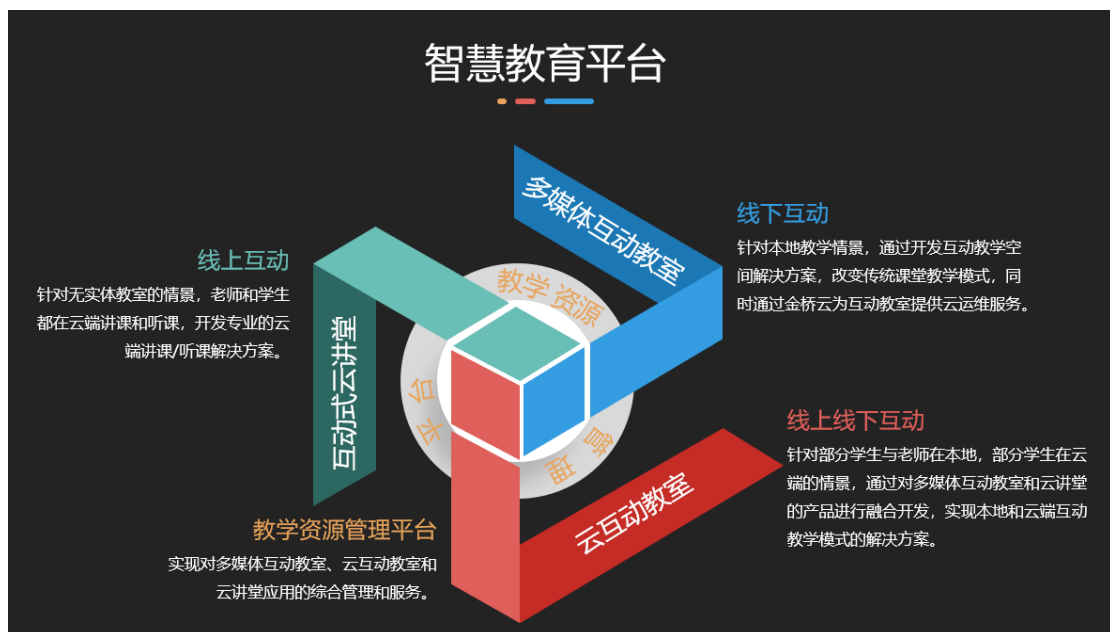 智慧教育平台
多媒体互动教室
线下互动
针对本地教学情景，通过开发互动教学空
间解决方案，改变传统课堂教学模式，同
时通过金桥云为互动教室提供云运维服务。
线上互动
针对无实体教室的情景，老师和学生
都在云端讲课和听课，开发专业的云
端讲课/听课解决方案。
互动式云讲堂
教学资源
管理
平台
线上线下互动
针对部分学生与老师在本地，部分学生在云
端的情景，通过对多媒体互动教室和云讲堂
的产品进行融合开发，实现本地和云端互动
教学模式的解决方案。
云互动教室
教学资源管理平台
实现对多媒体互动教室、云互动教室和
云讲堂应用的综合管理和服务。